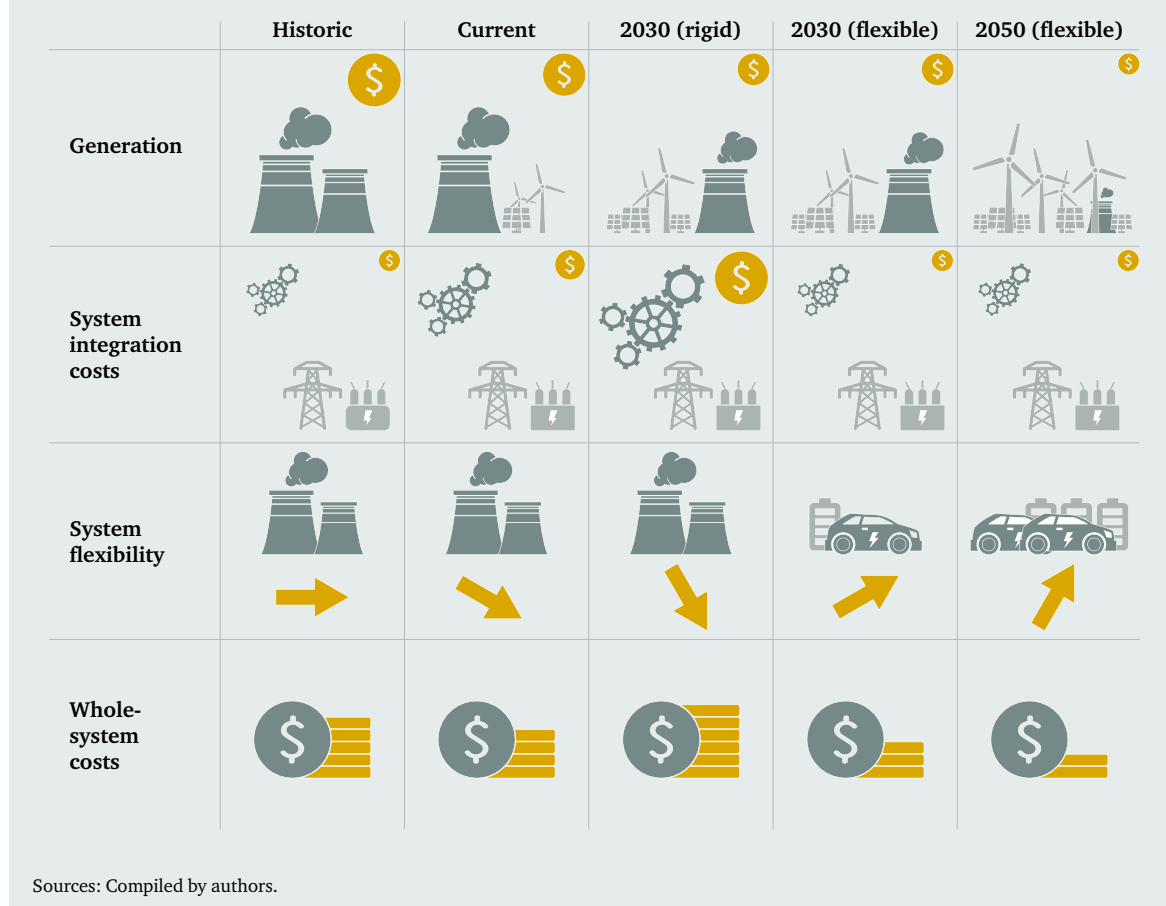 Historic
Current
2030 (rigid)
2030 (flexible)
2050 (flexible)
Generation
$
$
$
$
$
System
integration
costs
$
$
$
$
$
System
flexibility
Whole-
system
costs
$
$
$
$
$
Sources: Compiled by authors.